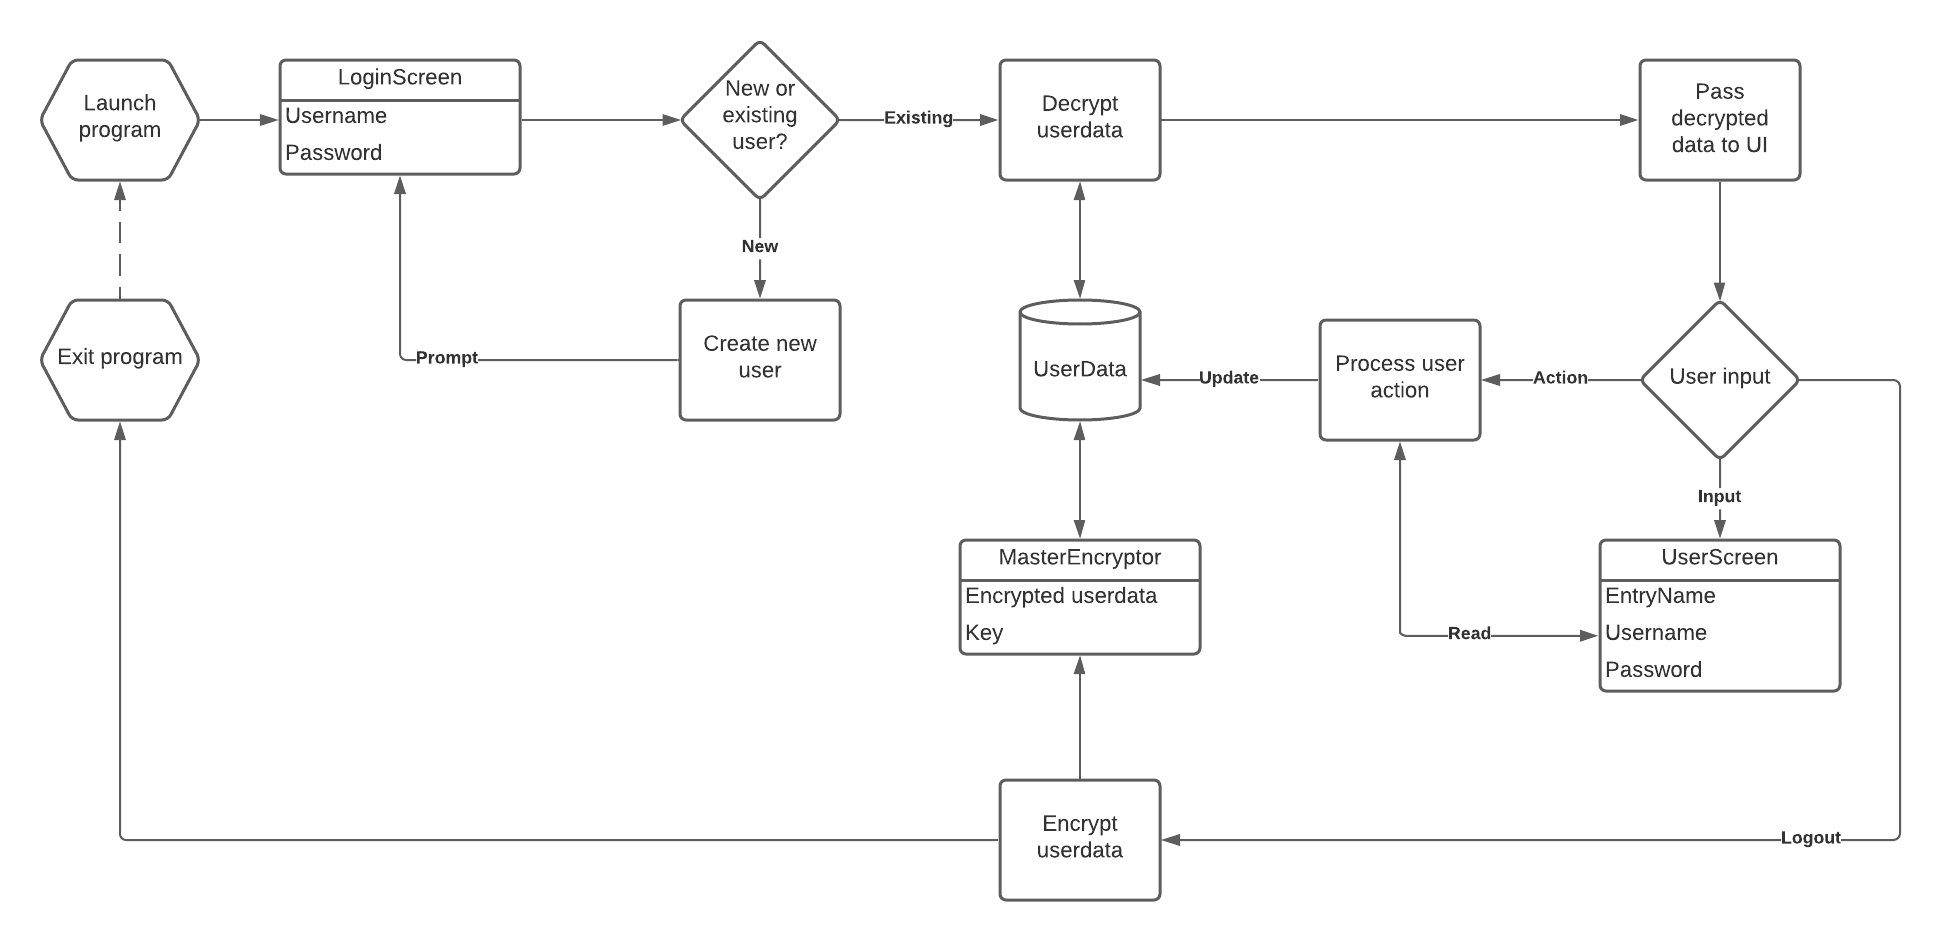 Launch
program
LoginScreen
Username
Password
New or
existing
user?
Existing
Decrypt
userdata
Pass
decrypted
data to UI
New
Exit program
Prompt
Create new
user
UserData
Update
Process user
action
Action
User input
Input
MasterEncryptor
Encrypted userdata
Key
Read
UserScreen
EntryName
Username
Password
Encrypt
userdata
Logout